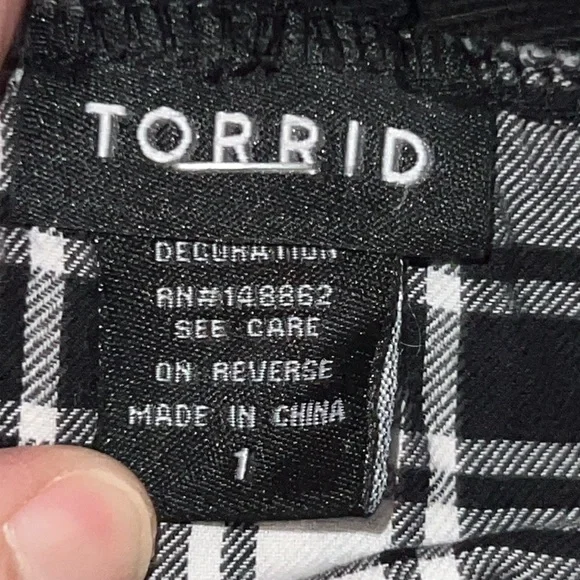 TORRID
DECORATION
RN#148862
SEE CARE
ON REVERSE
MADE IN CHINA
1